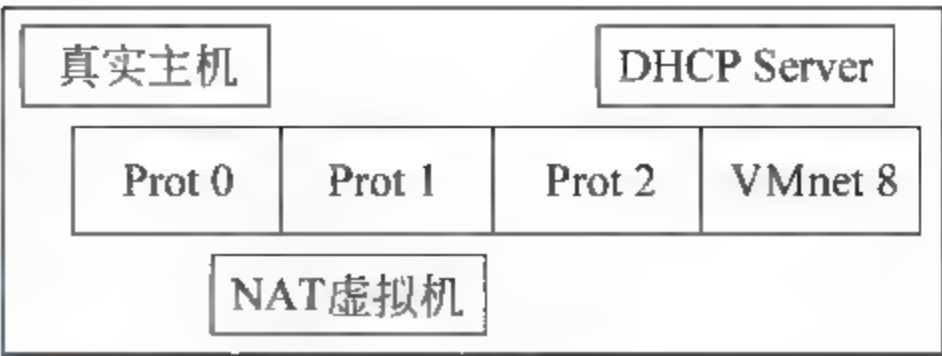 真实主机 DHCP Server
Prot 0 Prot 1 Prot 2 VMnet 8
NAT虚拟机